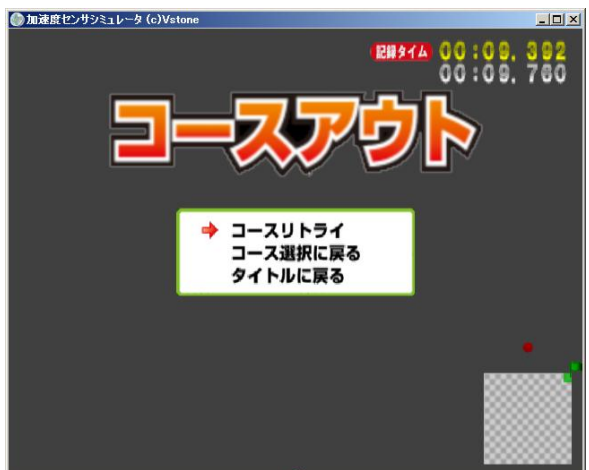 加速度センサシミュレータ (c)Vstone
記録タイム 00:09.392
00:09.760
コースアウト
コースリトライ
コース選択に戻る
タイトルに戻る